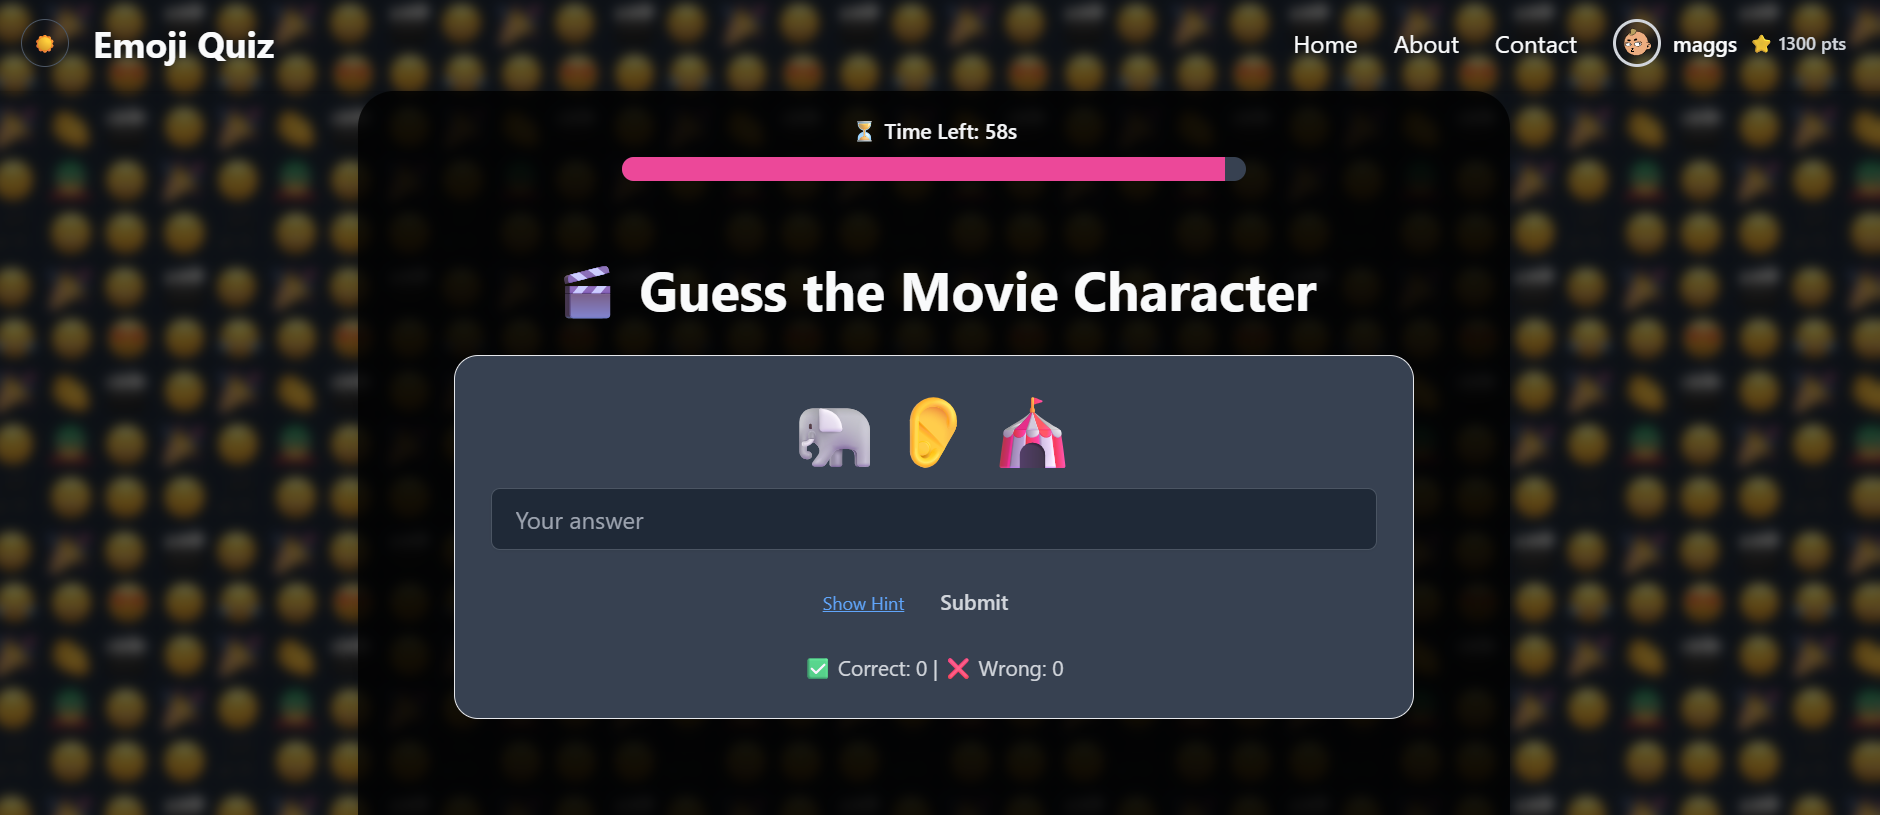 Emoji Quiz
Home About Contact maggs 1300 pts
Time Left: 58s
Guess the Movie Character
Your answer
Show Hint Submit
Correct: 0 | Wrong: 0